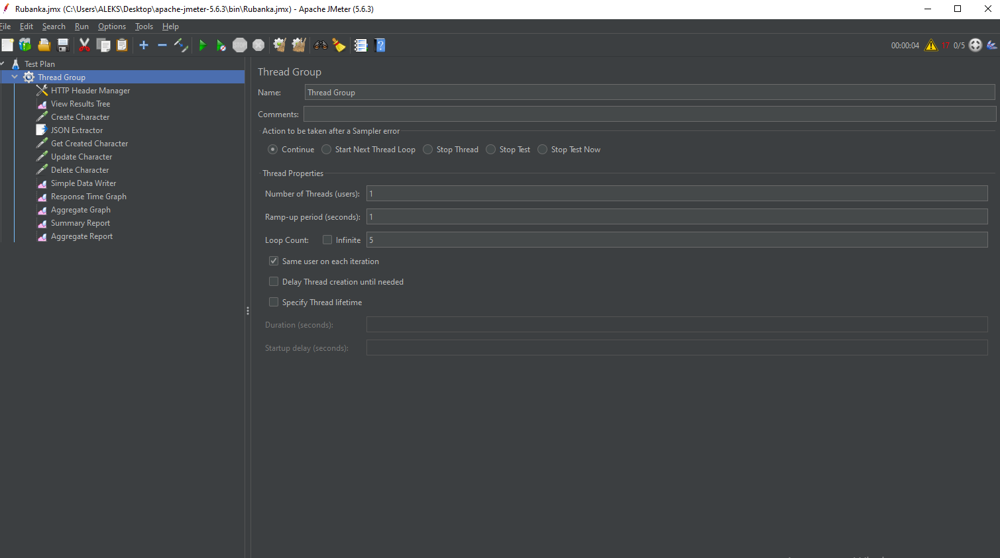 Rubanka.jmx (C:\Users\ALEKS\Desktop\apache-jmeter-5.6.3\bin\Rubanka.jmx) - Apache JMeter (5.6.3)
File Edit Search Run Options Tools Help
STOP 00:00:04 17 0/5
Test Plan
Thread Group
HTTP Header Manager
View Results Tree
Create Character
JSON Extractor
Get Created Character
Update Character
Delete Character
Simple Data Writer
Response Time Graph
Aggregate Graph
Summary Report
Aggregate Report
Thread Group
Name: Thread Group
Comments:
Action to be taken after a Sampler error
Continue Start Next Thread Loop Stop Thread Stop Test Stop Test Now
Thread Properties
Number of Threads (users): 1
Ramp-up period (seconds): 1
Loop Count: Infinite 5
Same user on each iteration
Delay Thread creation until needed
Specify Thread lifetime
Duration (seconds):
Startup delay (seconds):